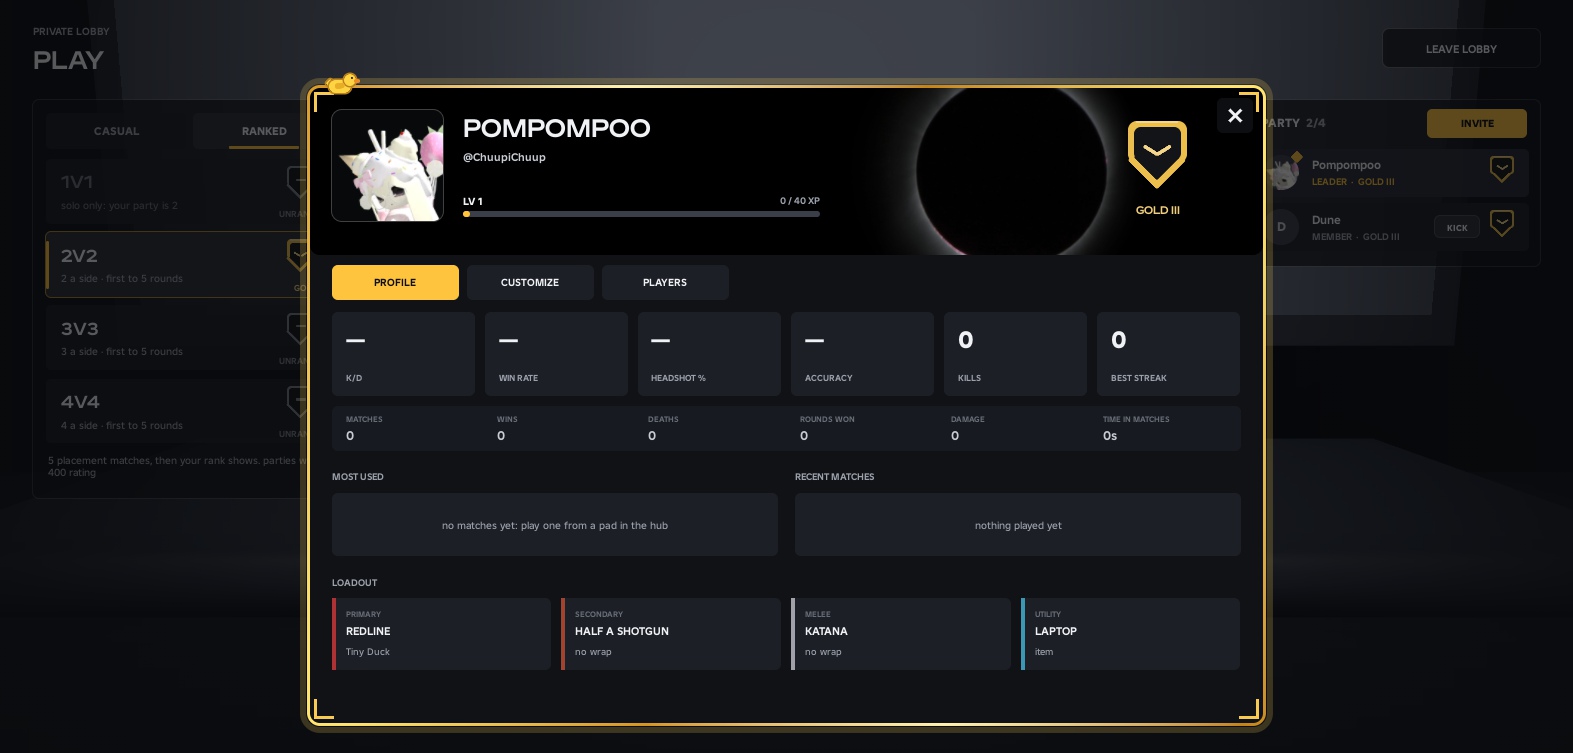 PRIVATE LOBBY
PLAY
LEAVE LOBBY
CASUAL
RANKED
1V1
solo only: your party is 2
2V2
2 a side · first to 5 rounds
3V3
3 a side · first to 5 rounds
4V4
4 a side · first to 5 rounds
5 placement matches, then your rank shows. parties
400 rating
POMPOMPOO
@ChuupiChuup
LV 1
0 / 40 XP
GOLD III
PROFILE
CUSTOMIZE
PLAYERS
—
K/D
—
WIN RATE
—
HEADSHOT %
—
ACCURACY
0
KILLS
0
BEST STREAK
MATCHES
0
WINS
0
DEATHS
0
ROUNDS WON
0
DAMAGE
0
TIME IN MATCHES
0s
MOST USED
no matches yet: play one from a pad in the hub
RECENT MATCHES
nothing played yet
LOADOUT
PRIMARY
REDLINE
Tiny Duck
SECONDARY
HALF A SHOTGUN
no wrap
MELEE
KATANA
no wrap
UTILITY
LAPTOP
item
PARTY 2/4
INVITE
Pompompoo
LEADER · GOLD III
D
Dune
MEMBER · GOLD III
KICK